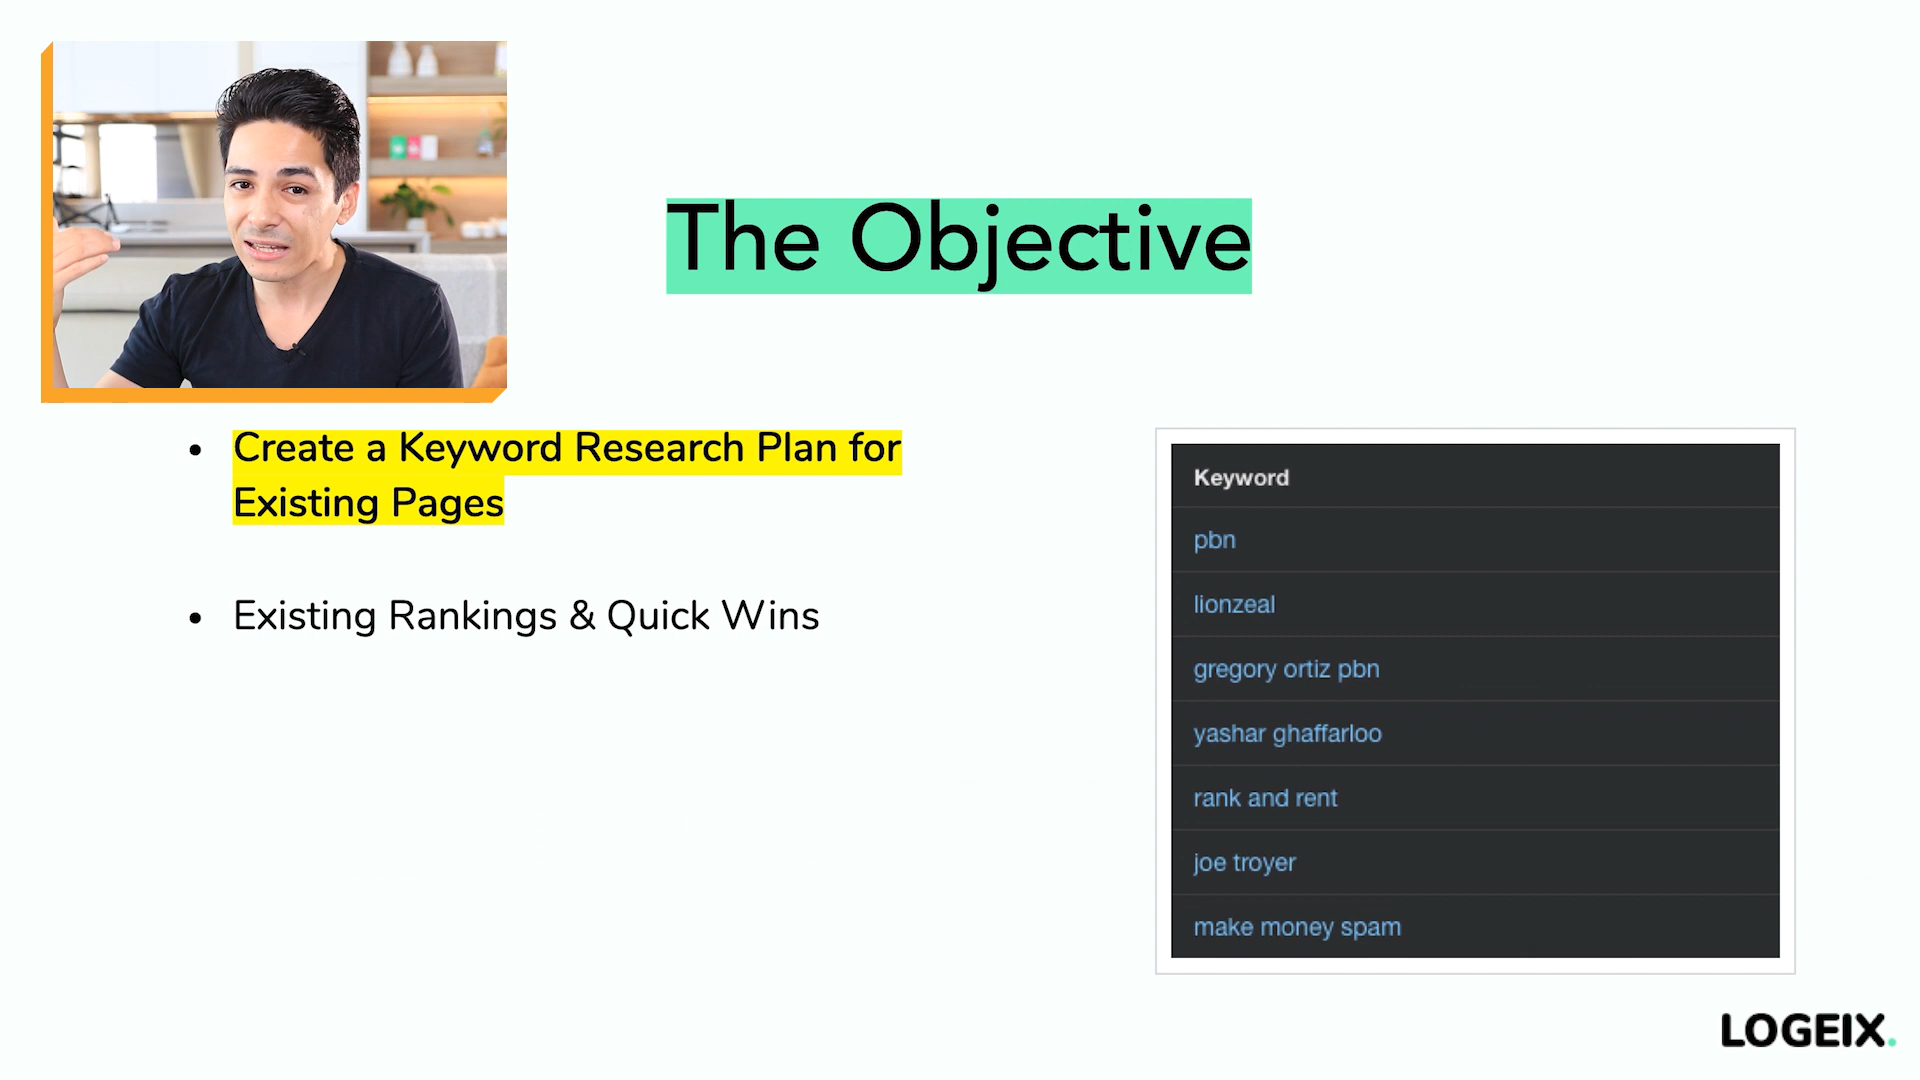 The Objective
Create a Keyword Research Plan for
Existing Pages
Existing Rankings & Quick Wins
Keyword
pbn
lionzeal
gregory ortiz pbn
yashar ghaffarloo
rank and rent
joe troyer
make money spam
LOGEIX.